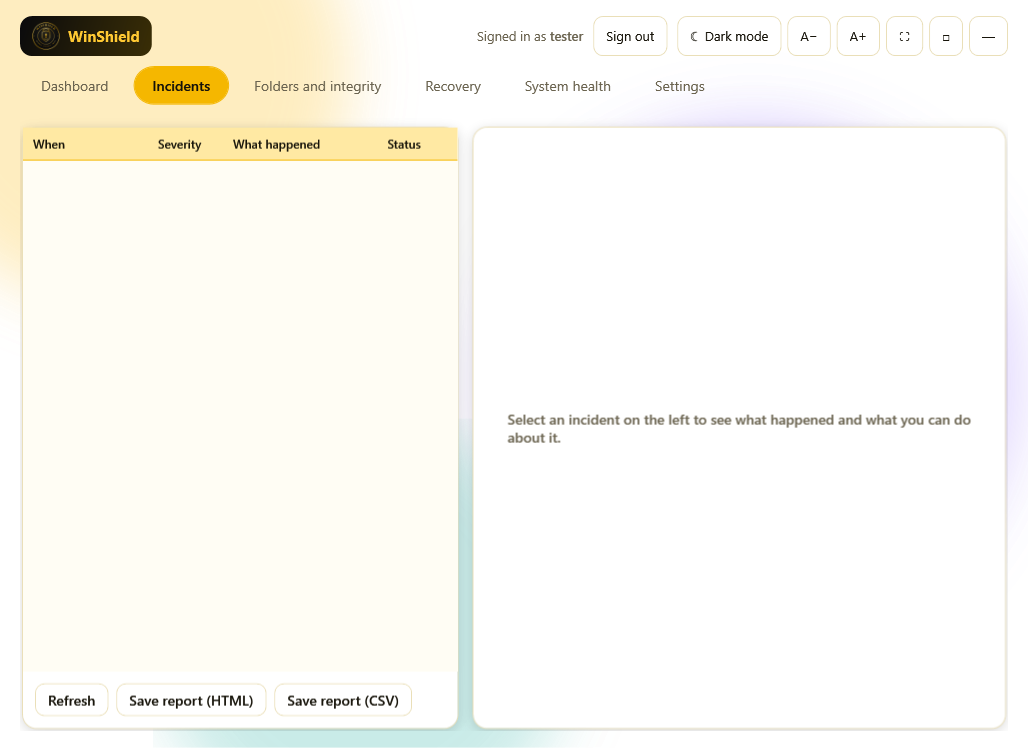 WinShield
Signed in as tester
Sign out
☾ Dark mode
A−
A+
Dashboard
Incidents
Folders and integrity
Recovery
System health
Settings
When
Severity
What happened
Status
Select an incident on the left to see what happened and what you can do
about it.
Refresh
Save report (HTML)
Save report (CSV)